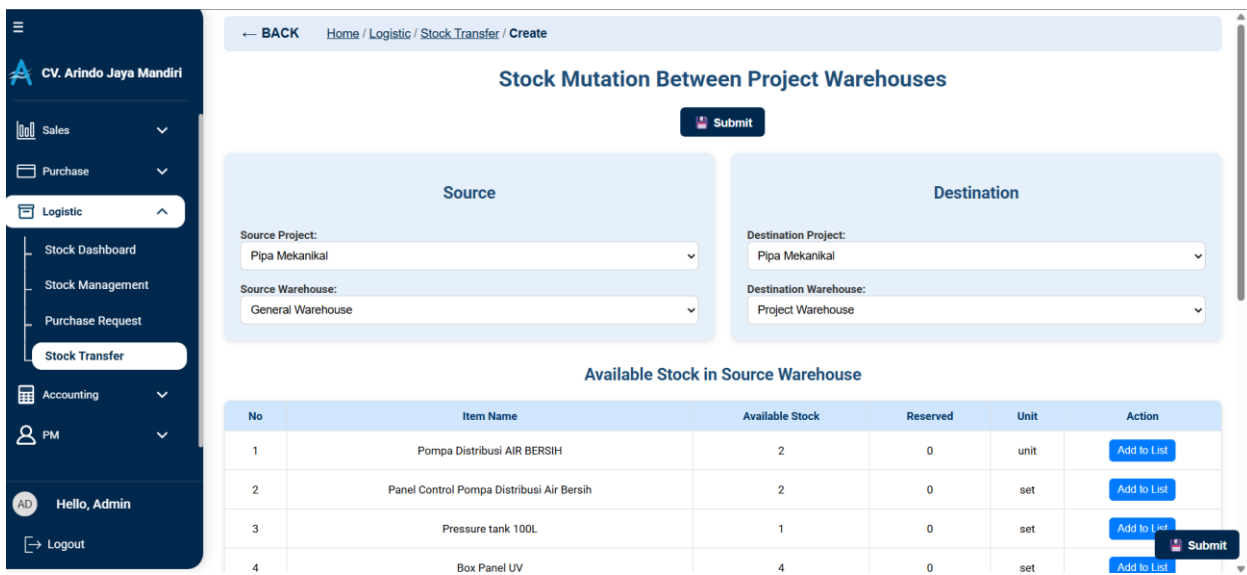 CV. Arindo Jaya Mandiri
Sales
Purchase
Logistic
Stock Dashboard
Stock Management
Purchase Request
Stock Transfer
Accounting
PM
AD Hello, Admin
Logout
← BACK Home / Logistic / Stock Transfer / Create
Stock Mutation Between Project Warehouses
Submit
Source
Source Project:
Pipa Mekanikal
Source Warehouse:
General Warehouse
Destination
Destination Project:
Pipa Mekanikal
Destination Warehouse:
Project Warehouse
Available Stock in Source Warehouse
No Item Name Available Stock Reserved Unit Action
1 Pompa Distribusi AIR BERSIH 2 0 unit Add to List
2 Panel Control Pompa Distribusi Air Bersih 2 0 set Add to List
3 Pressure tank 100L 1 0 set Add to List
4 Box Panel UV 4 0 set Add to List
Submit